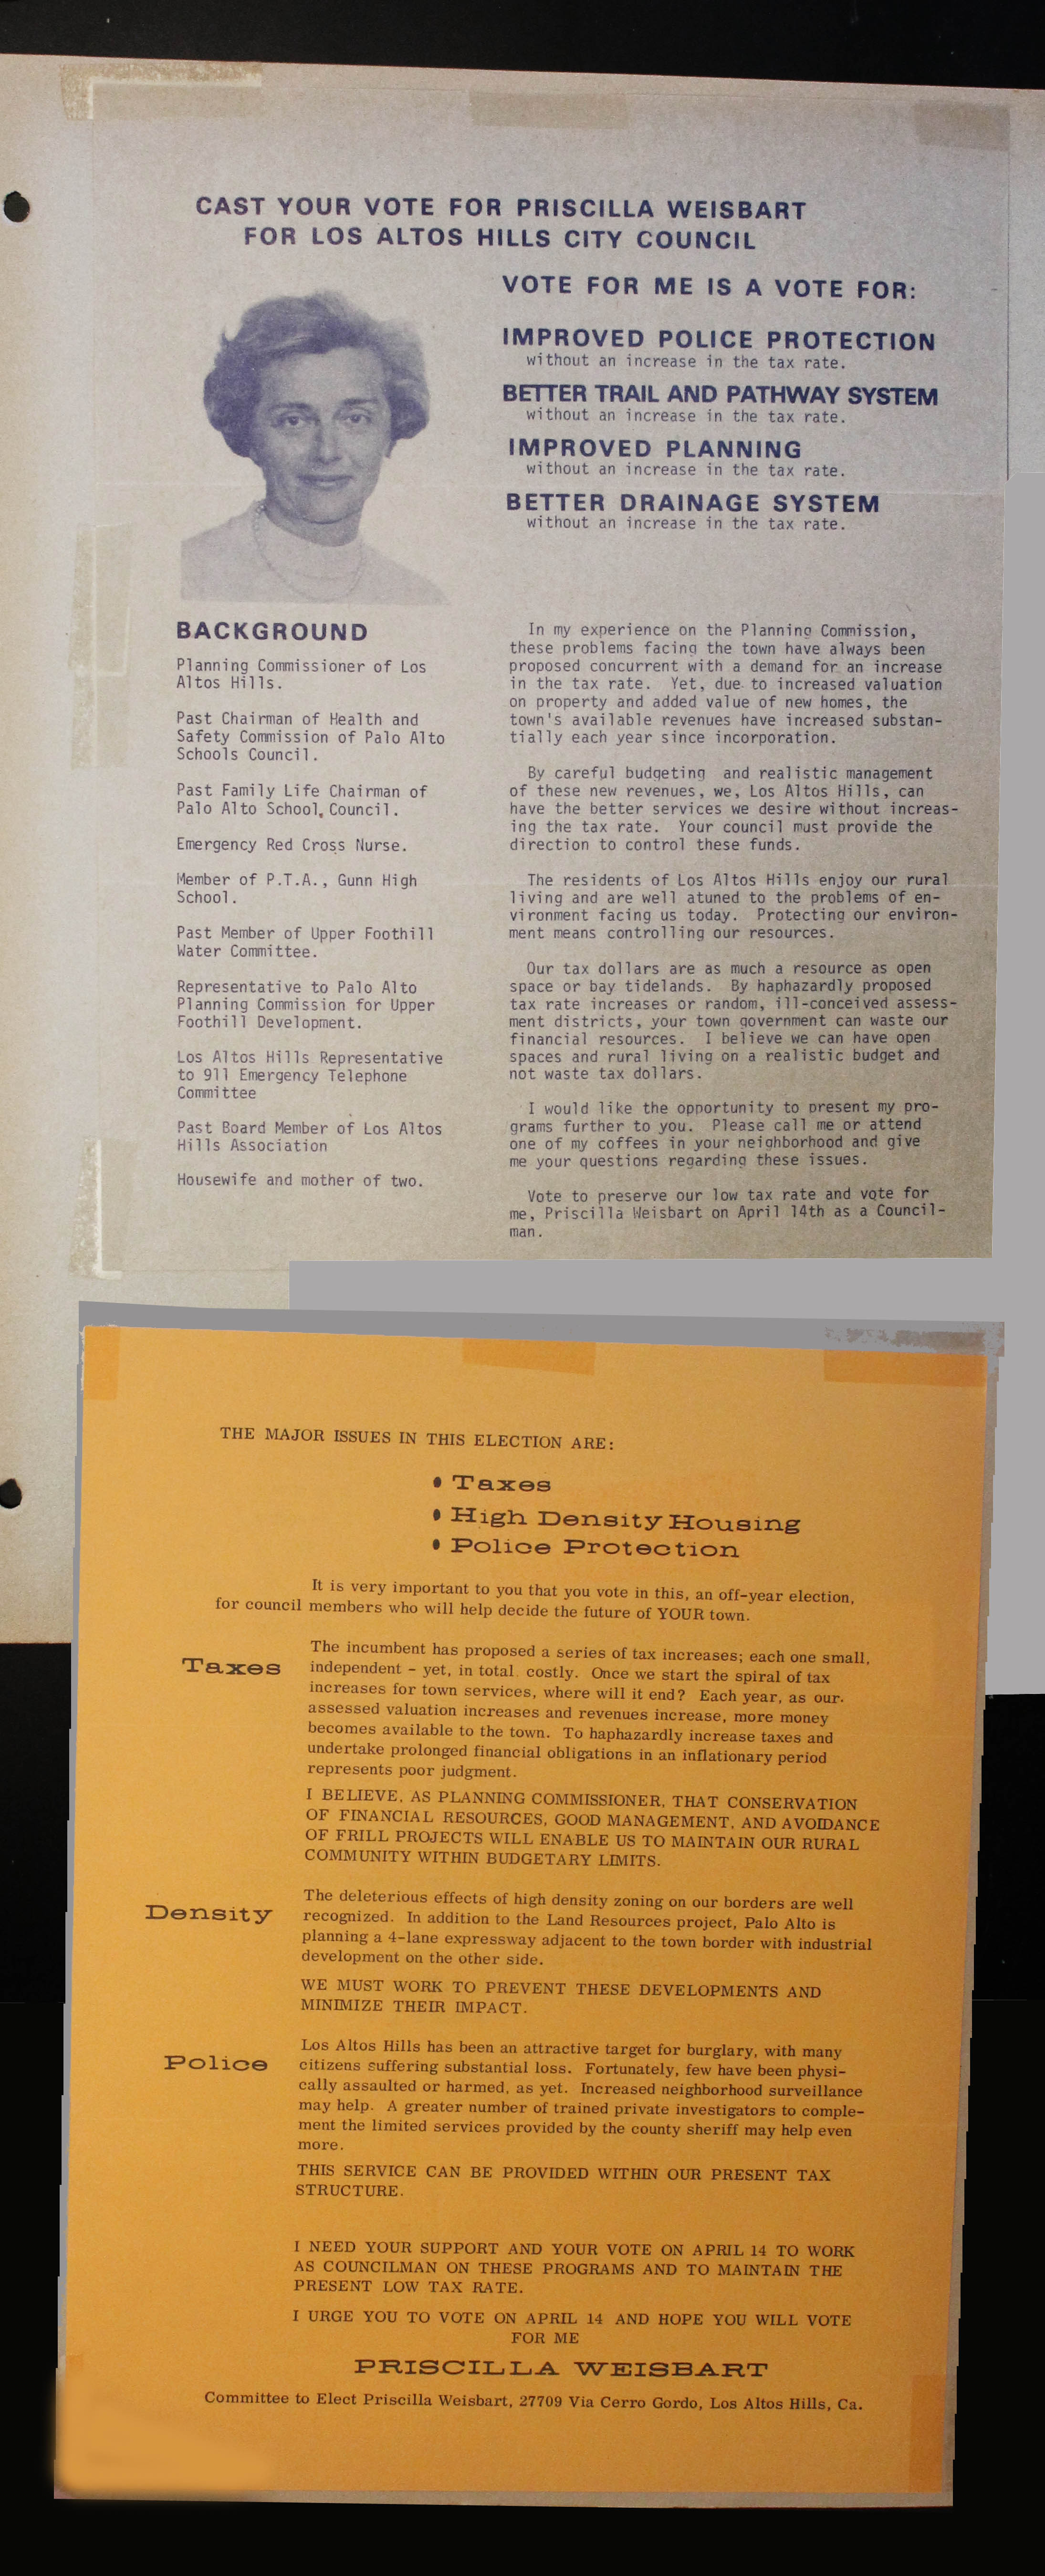 CAST YOUR VOTE FOR PRISCILLA WEISBART
FOR LOS ALTOS HILLS CITY COUNCIL
VOTE FOR ME IS A VOTE FOR:
IMPROVED POLICE PROTECTION
without an increase in the tax rate.
BETTER TRAIL AND PATHWAY SYSTEM
without an increase in the tax rate.
IMPROVED PLANNING
without an increase in the tax rate.
BETTER DRAINAGE SYSTEM
without an increase in the tax rate.
BACKGROUND
Planning Commissioner of Los
Altos Hills.
Past Chairman of Health and
Safety Commission of Palo Alto
Schools Council.
Past Family Life Chairman of
Palo Alto School Council.
Emergency Red Cross Nurse.
Member of P.T.A., Gunn High
School.
Past Member of Upper Foothill
Water Committee.
Representative to Palo Alto
Planning Commission for Upper
Foothill Development.
Los Altos Hills Representative
to 911 Emergency Telephone
Committee
Past Board Member of Los Altos
Hills Association
Housewife and mother of two.
In my experience on the Planning Commission,
these problems facing the town have always been
proposed concurrent with a demand for an increase
in the tax rate. Yet, due to increased valuation
on property and added value of new homes, the
town's available revenues have increased substan-
tially each year since incorporation.
By careful budgeting and realistic management
of these new revenues, we, Los Altos Hills, can
have the better services we desire without increas-
ing the tax rate. Your council must provide the
direction to control these funds.
The residents of Los Altos Hills enjoy our rural
living and are well atuned to the problems of en-
vironment facing us today. Protecting our environ-
ment means controlling our resources.
Our tax dollars are as much a resource as open
space or bay tidelands. By haphazardly proposed
tax rate increases or random, ill-conceived assess-
ment districts, your town government can waste our
financial resources. I believe we can have open
spaces and rural living on a realistic budget and
not waste tax dollars.
I would like the opportunity to present my pro-
grams further to you. Please call me or attend
one of my coffees in your neighborhood and give
me your questions regarding these issues.
Vote to preserve our low tax rate and vote for
me, Priscilla Weisbart on April 14th as a Council-
man.
THE MAJOR ISSUES IN THIS ELECTION ARE:
• Taxes
• High Density Housing
• Police Protection
It is very important to you that you vote in this, an off-year election,
for council members who will help decide the future of YOUR town.
Taxes
The incumbent has proposed a series of tax increases; each one small,
independent - yet, in total costly. Once we start the spiral of tax
increases for town services, where will it end? Each year, as our
assessed valuation increases and revenues increase, more money
becomes available to the town. To haphazardly increase taxes and
undertake prolonged financial obligations in an inflationary period
represents poor judgment.
I BELIEVE, AS PLANNING COMMISSIONER, THAT CONSERVATION
OF FINANCIAL RESOURCES, GOOD MANAGEMENT, AND AVOIDANCE
OF FRILL PROJECTS WILL ENABLE US TO MAINTAIN OUR RURAL
COMMUNITY WITHIN BUDGETARY LIMITS.
Density
The deleterious effects of high density zoning on our borders are well
recognized. In addition to the Land Resources project, Palo Alto is
planning a 4-lane expressway adjacent to the town border with industrial
development on the other side.
WE MUST WORK TO PREVENT THESE DEVELOPMENTS AND
MINIMIZE THEIR IMPACT.
Police
Los Altos Hills has been an attractive target for burglary, with many
citizens suffering substantial loss. Fortunately, few have been physi-
cally assaulted or harmed, as yet. Increased neighborhood surveillance
may help. A greater number of trained private investigators to comple-
ment the limited services provided by the county sheriff may help even
more.
THIS SERVICE CAN BE PROVIDED WITHIN OUR PRESENT TAX
STRUCTURE.
I NEED YOUR SUPPORT AND YOUR VOTE ON APRIL 14 TO WORK
AS COUNCILMAN ON THESE PROGRAMS AND TO MAINTAIN THE
PRESENT LOW TAX RATE.
I URGE YOU TO VOTE ON APRIL 14 AND HOPE YOU WILL VOTE
FOR ME
PRISCILLA WEISBART
Committee to Elect Priscilla Weisbart, 27709 Via Cerro Gordo, Los Altos Hills, Ca.